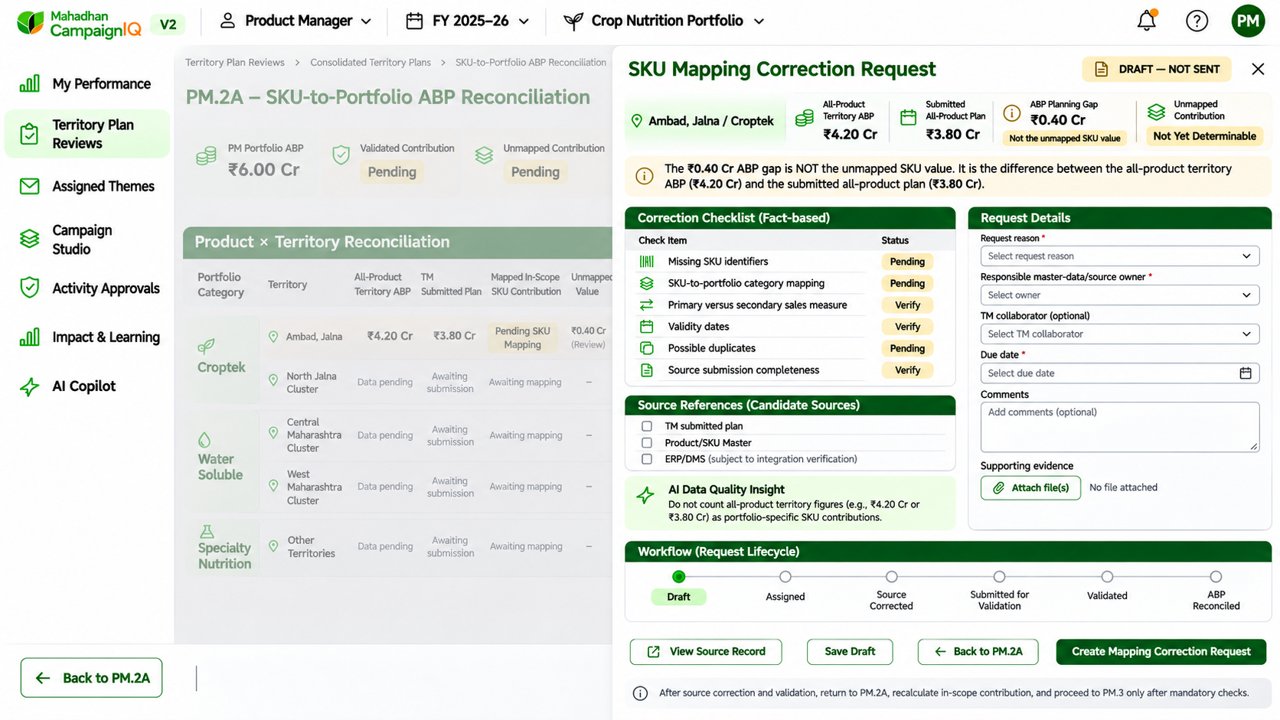 Mahadhan
CampaignIQ
V2
Product Manager
FY 2025–26
Crop Nutrition Portfolio
PM
My Performance
Territory Plan
Reviews
Assigned Themes
Campaign
Studio
Activity Approvals
Impact & Learning
AI Copilot
Back to PM.2A
Territory Plan Reviews > Consolidated Territory Plans > SKU-to-Portfolio ABP Reconciliation
PM.2A – SKU-to-Portfolio ABP Reconciliation
PM Portfolio ABP
₹6.00 Cr
Validated Contribution
Pending
Unmapped Contribution
Pending
Product × Territory Reconciliation
Portfolio
Category
Territory
All-Product
Territory ABP
TM
Submitted Plan
Mapped In-Scope
SKU Contribution
Unmapped
Value
Croptek
Ambad, Jalna
₹4.20 Cr
₹3.80 Cr
Pending SKU
Mapping
₹0.40 Cr
(Review)
North Jalna
Cluster
Data pending
Awaiting
submission
Awaiting mapping
–
Water
Soluble
Central
Maharashtra
Cluster
Data pending
Awaiting
submission
Awaiting mapping
–
West
Maharashtra
Cluster
Data pending
Awaiting
submission
Awaiting mapping
–
Specialty
Nutrition
Other
Territories
Data pending
Awaiting
submission
Awaiting mapping
–
SKU Mapping Correction Request
DRAFT — NOT SENT
Ambad, Jalna / Croptek
All-Product
Territory ABP
₹4.20 Cr
Submitted
All-Product Plan
₹3.80 Cr
ABP Planning Gap
₹0.40 Cr
Not the unmapped SKU value
Unmapped
Contribution
Not Yet Determinable
The ₹0.40 Cr ABP gap is NOT the unmapped SKU value. It is the difference between the all-product territory
ABP (₹4.20 Cr) and the submitted all-product plan (₹3.80 Cr).
Correction Checklist (Fact-based)
Check Item Status
Missing SKU identifiers Pending
SKU-to-portfolio category mapping Pending
Primary versus secondary sales measure Verify
Validity dates Verify
Possible duplicates Pending
Source submission completeness Verify
Source References (Candidate Sources)
TM submitted plan
Product/SKU Master
ERP/DMS (subject to integration verification)
AI Data Quality Insight
Do not count all-product territory figures (e.g., ₹4.20 Cr or
₹3.80 Cr) as portfolio-specific SKU contributions.
Request Details
Request reason *
Select request reason
Responsible master-data/source owner *
Select owner
TM collaborator (optional)
Select TM collaborator
Due date *
Select due date
Comments
Add comments (optional)
Supporting evidence
Attach file(s)
No file attached
Workflow (Request Lifecycle)
Draft
Assigned
Source
Corrected
Submitted for
Validation
Validated
ABP
Reconciled
View Source Record
Save Draft
Back to PM.2A
Create Mapping Correction Request
After source correction and validation, return to PM.2A, recalculate in-scope contribution, and proceed to PM.3 only after mandatory checks.